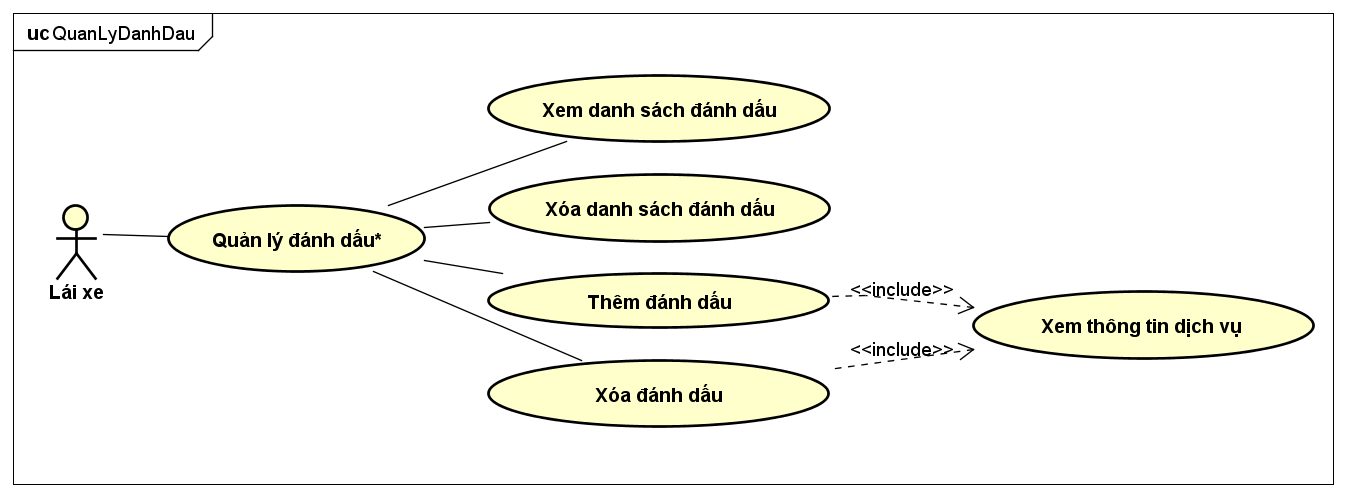 uc QuanLyDanhDau
Xem danh sách đánh dấu
Xóa danh sách đánh dấu
Quản lý đánh dấu*
Lái xe
Thêm đánh dấu
<<include>>
Xem thông tin dịch vụ
<<include>>
Xóa đánh dấu